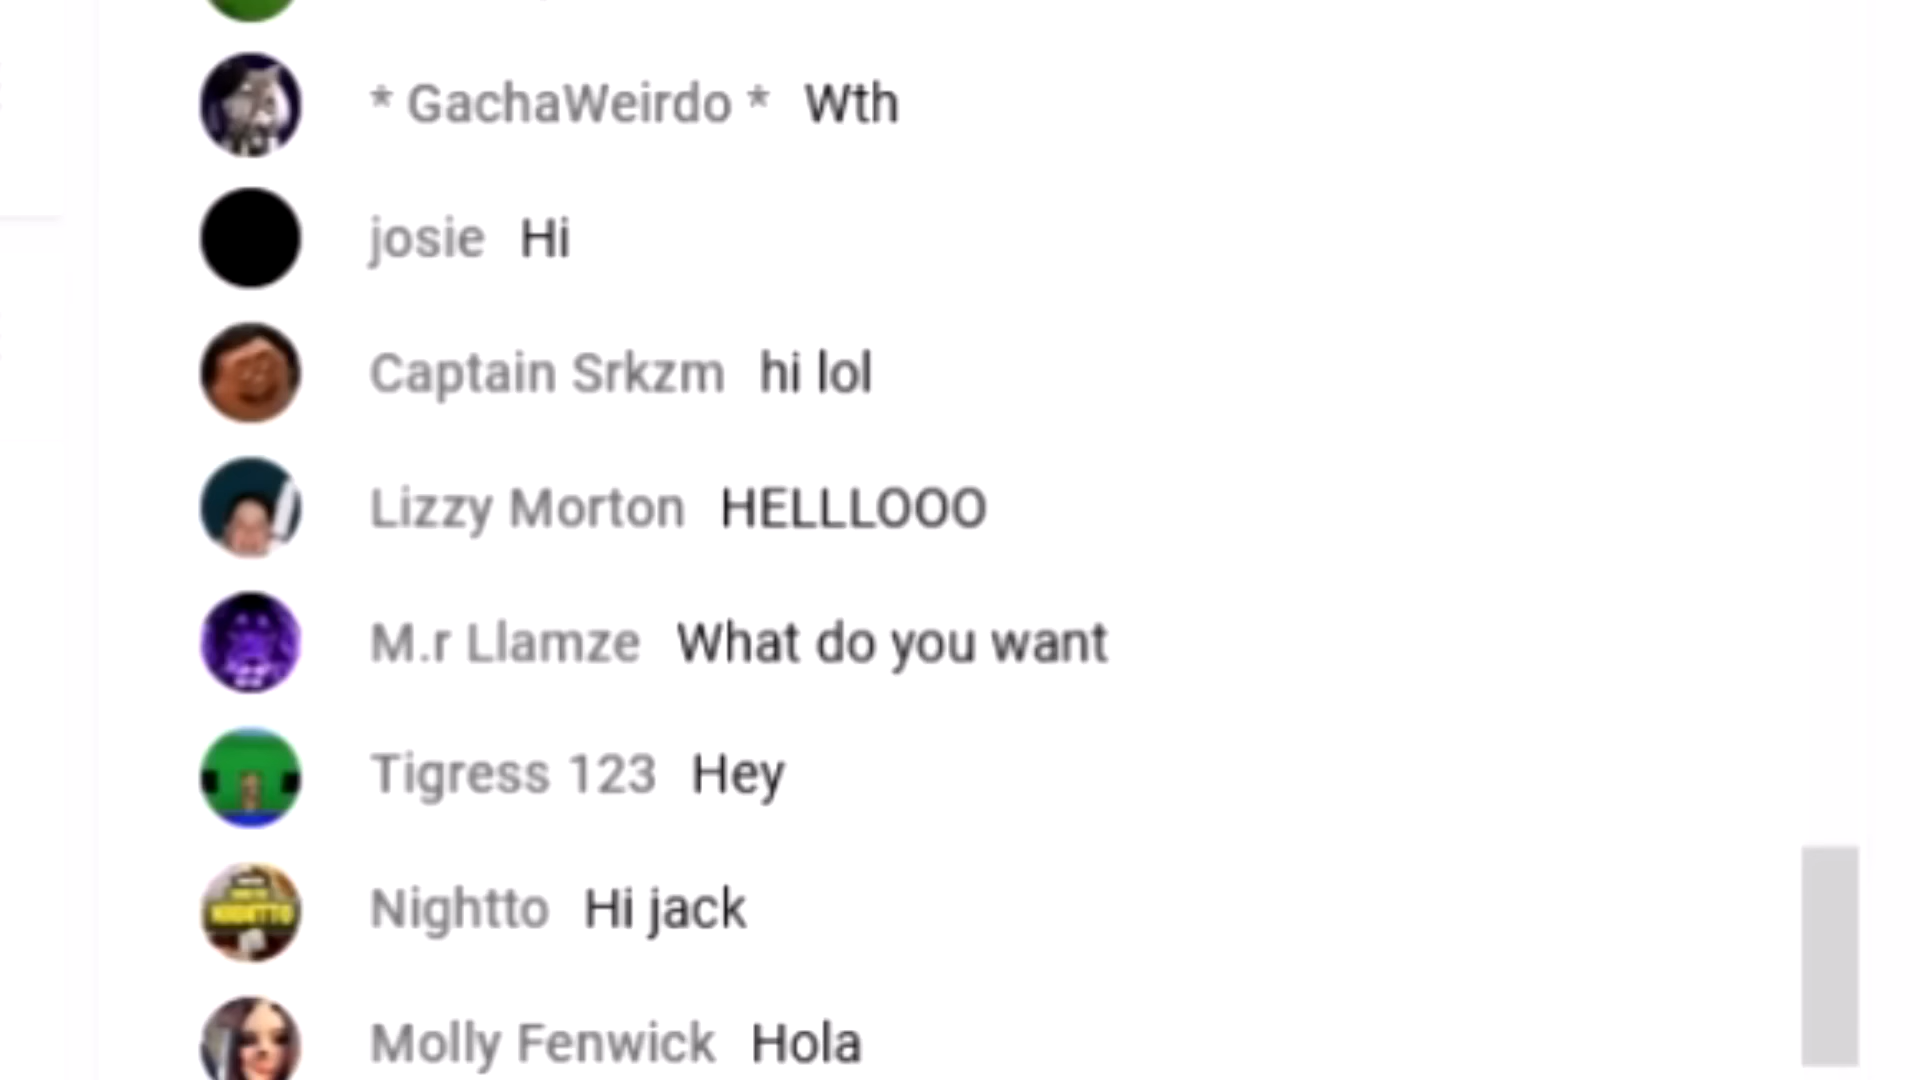 * GachaWeirdo * Wth
josie Hi
Captain Srkzm hi lol
Lizzy Morton HELLLOOO
M.r Llamze What do you want
Tigress 123 Hey
NIGHTTO
Nightto Hi jack
Molly Fenwick Hola